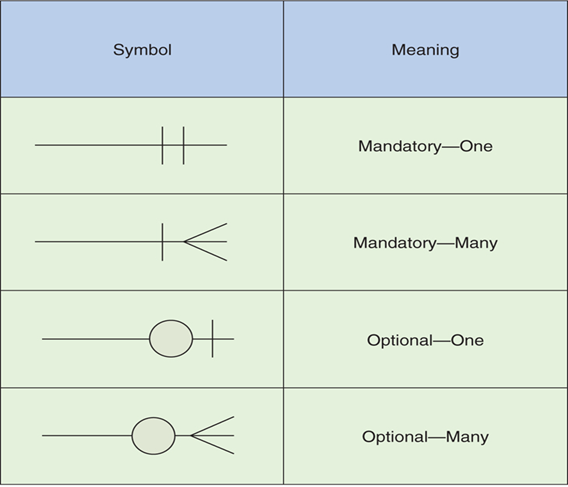 Symbol
Meaning
Mandatory—One
Mandatory—Many
Optional—One
Optional—Many